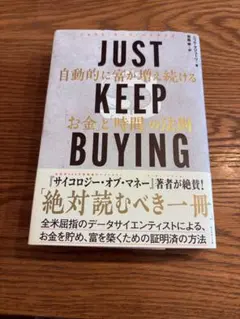 JUST
自動的に富が増え続ける
KEEP
お金と時間の法則
BUYING
『サイコロジー・オブ・マネー』著者が絶賛!
「絶対読むべき一冊」
全米屈指のデータサイエンティストによる、
お金を貯め、富を築くための証明済の方法